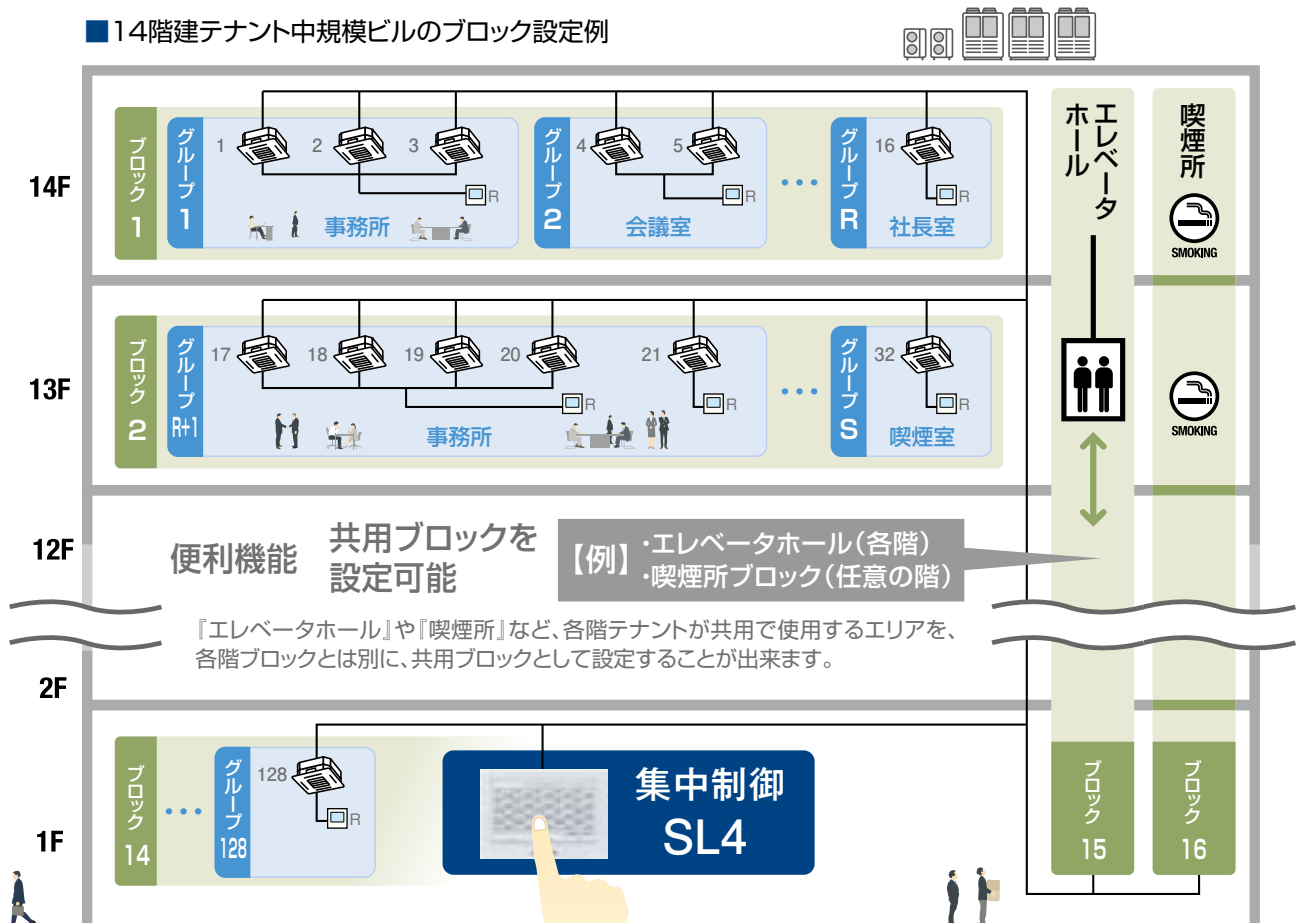 ■14階建テナント中規模ビルのブロック設定例
14F
ブロック
1
グループ
1
1
2
3
R
事務所
グループ
2
4
5
R
会議室
・・・
グループ
R
16
R
社長室
エレベータ
ホール
喫煙所
SMOKING
13F
ブロック
2
グループ
R+1
17
18
19
20
21
R
R
事務所
・・・
グループ
S
32
R
喫煙室
SMOKING
12F
便利機能
共用ブロックを
設定可能
【例】
・エレベータホール(各階)
・喫煙所ブロック(任意の階)
『エレベータホール』や『喫煙所』など、各階テナントが共用で使用するエリアを、
各階ブロックとは別に、共用ブロックとして設定することが出来ます。
2F
1F
ブロック
14
・・・
グループ
128
128
R
集中制御
SL4
ブロック
15
ブロック
16